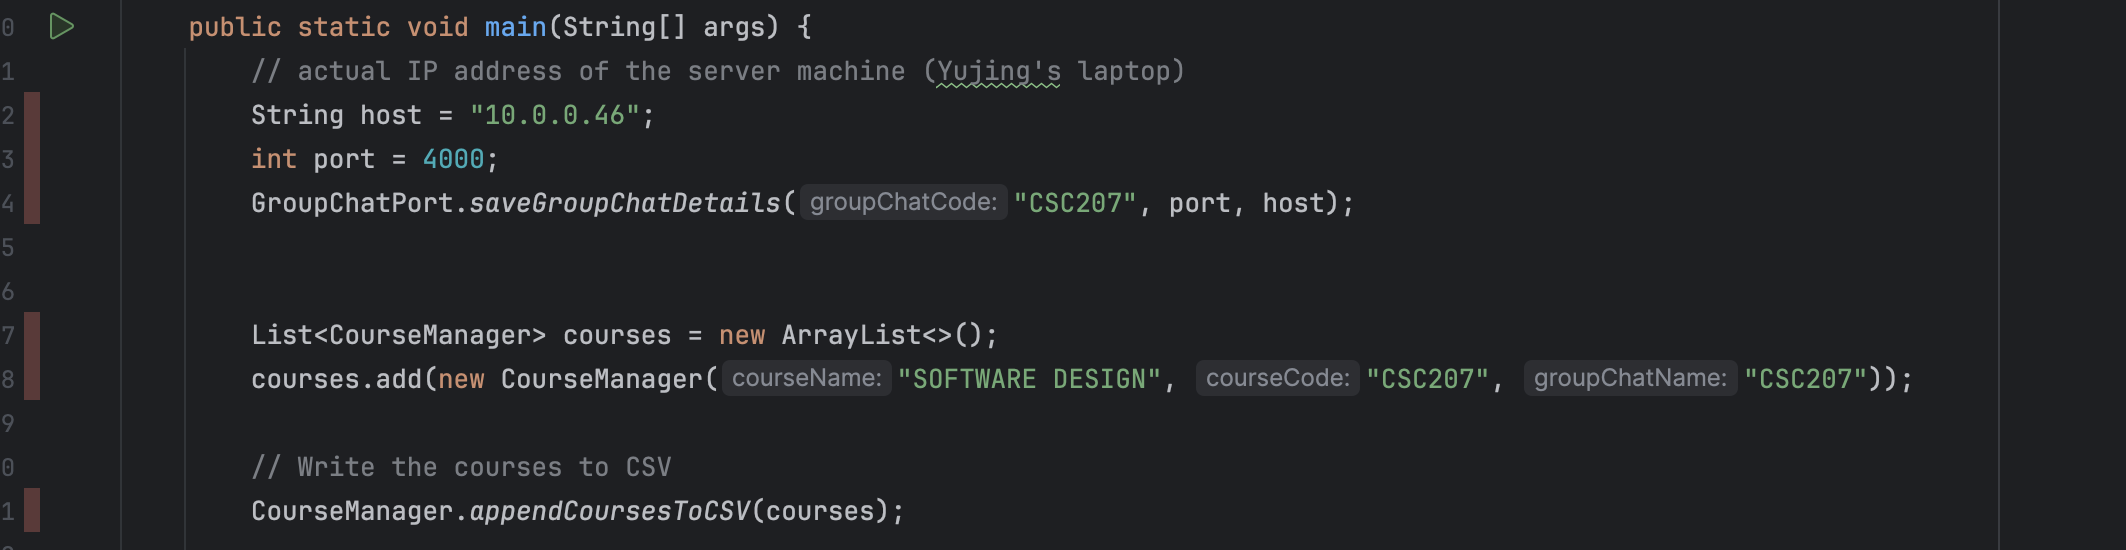 0 public static void main(String[] args) {
1 // actual IP address of the server machine (Yujing's laptop)
2 String host = "10.0.0.46";
3 int port = 4000;
4 GroupChatPort.saveGroupChatDetails( groupChatCode: "CSC207", port, host);
5
6
7 List<CourseManager> courses = new ArrayList<>();
8 courses.add(new CourseManager( courseName: "SOFTWARE DESIGN", courseCode: "CSC207", groupChatName: "CSC207"));
9
0 // Write the courses to CSV
1 CourseManager.appendCoursesToCSV(courses);